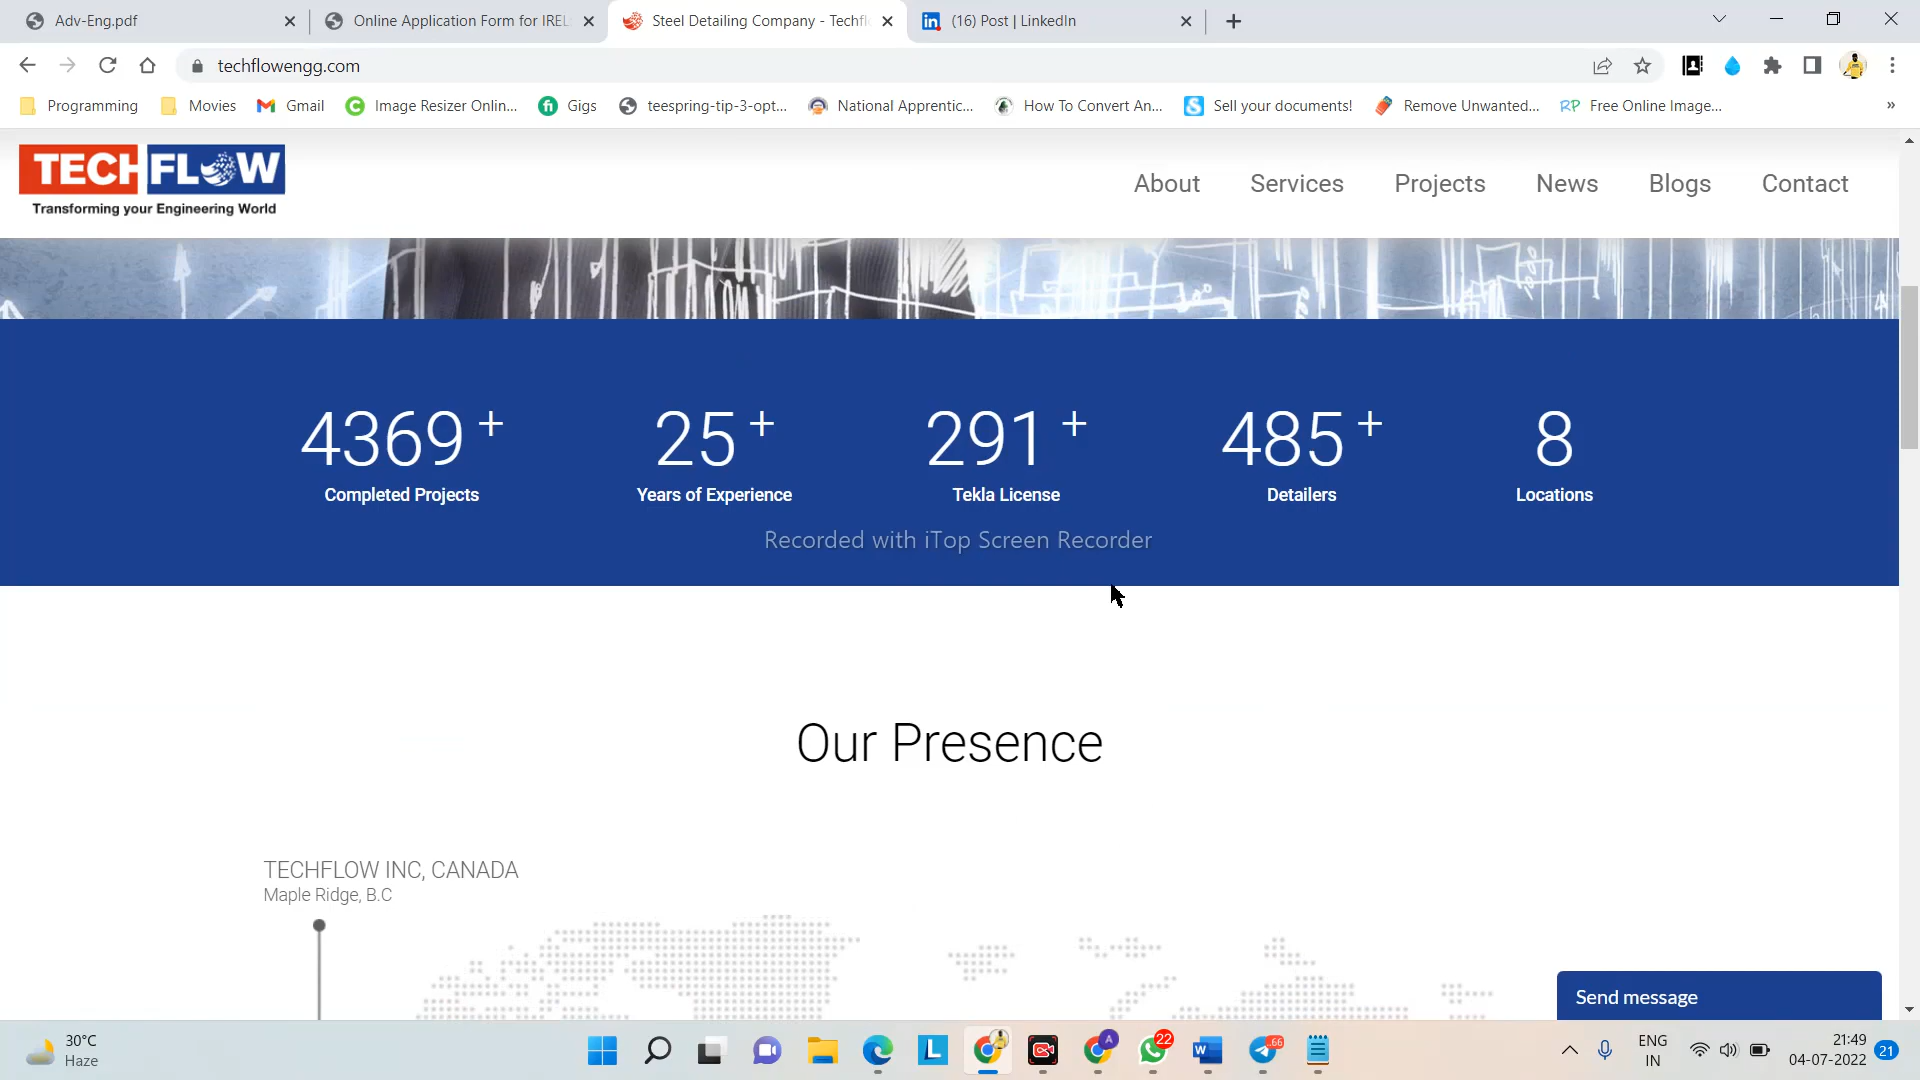 Adv-Eng.pdf
Online Application Form for IREL
Steel Detailing Company - Techfl
(16) Post | LinkedIn
techflowengg.com
Programming
Movies
Gmail
Image Resizer Onlin...
Gigs
teespring-tip-3-opt...
National Apprentic...
How To Convert An...
Sell your documents!
Remove Unwanted...
RP Free Online Image...
»
TECHFLOW
Transforming your Engineering World
About
Services
Projects
News
Blogs
Contact
4369+
Completed Projects
25+
Years of Experience
291+
Tekla License
485+
Detailers
8
Locations
Recorded with iTop Screen Recorder
Our Presence
TECHFLOW INC, CANADA
Maple Ridge, B.C
Send message
30°C
Haze
L
A
22
W
66
ENG
IN
21:49
04-07-2022
21